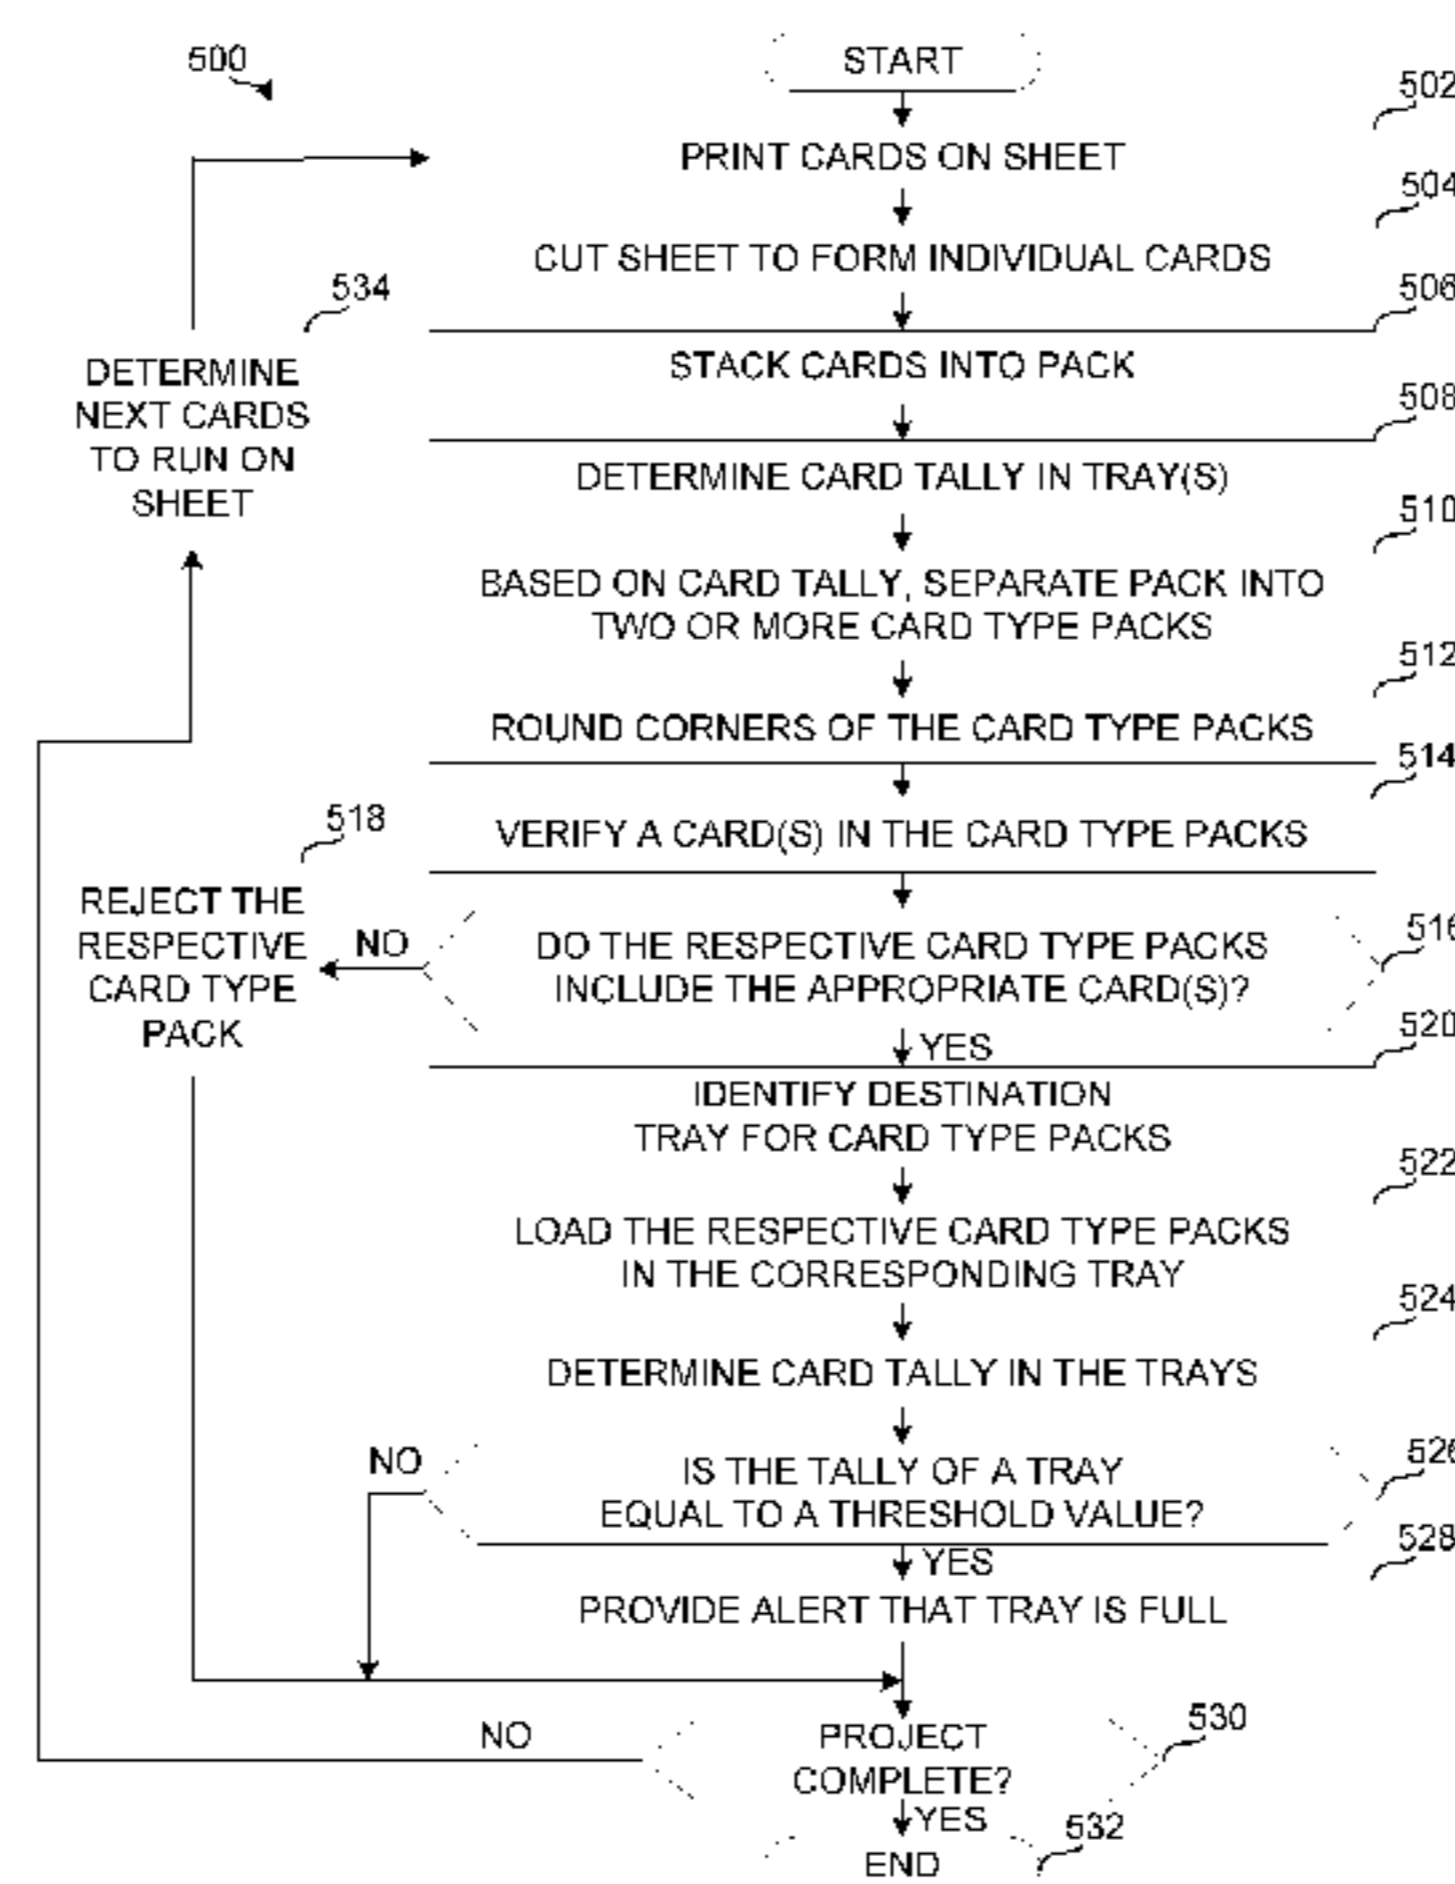 500
START
502
PRINT CARDS ON SHEET
504
CUT SHEET TO FORM INDIVIDUAL CARDS
534
506
DETERMINE
NEXT CARDS
TO RUN ON
SHEET
STACK CARDS INTO PACK
508
DETERMINE CARD TALLY IN TRAY(S)
510
BASED ON CARD TALLY, SEPARATE PACK INTO
TWO OR MORE CARD TYPE PACKS
512
ROUND CORNERS OF THE CARD TYPE PACKS
514
518
VERIFY A CARD(S) IN THE CARD TYPE PACKS
REJECT THE
RESPECTIVE
CARD TYPE
PACK
NO
516
DO THE RESPECTIVE CARD TYPE PACKS
INCLUDE THE APPROPRIATE CARD(S)?
YES
520
IDENTIFY DESTINATION
TRAY FOR CARD TYPE PACKS
522
LOAD THE RESPECTIVE CARD TYPE PACKS
IN THE CORRESPONDING TRAY
524
DETERMINE CARD TALLY IN THE TRAYS
NO
526
IS THE TALLY OF A TRAY
EQUAL TO A THRESHOLD VALUE?
528
YES
PROVIDE ALERT THAT TRAY IS FULL
530
NO
PROJECT
COMPLETE?
YES
532
END